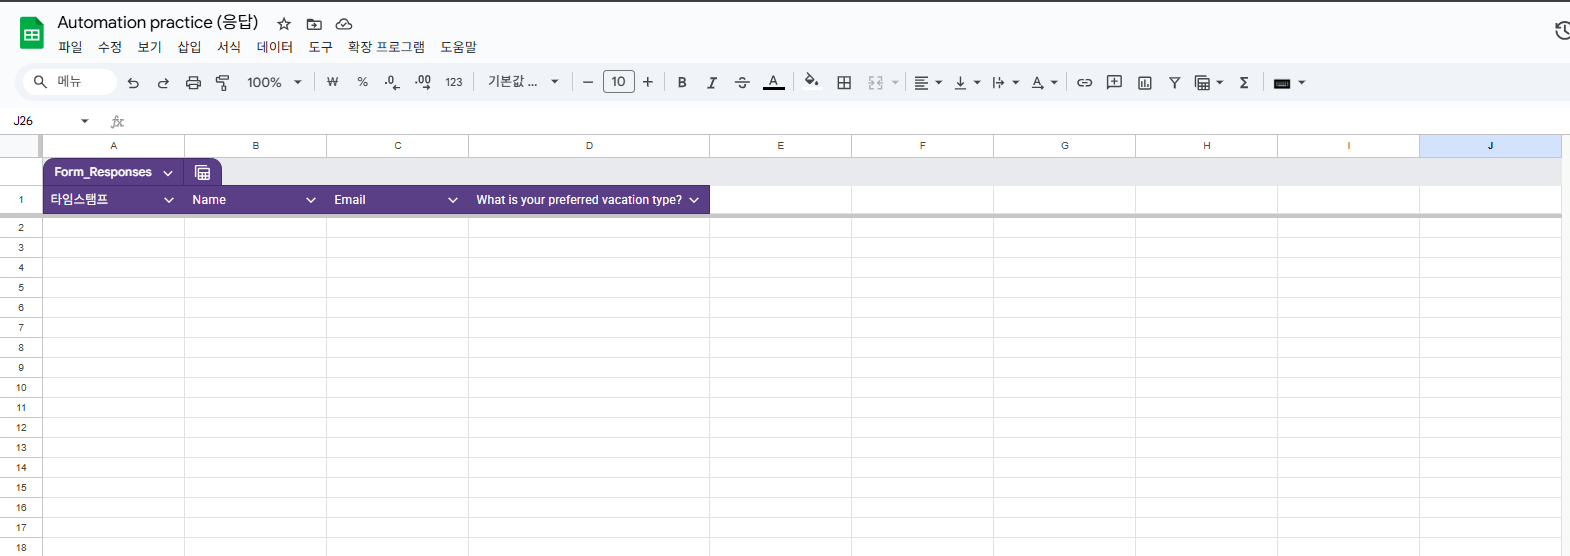 Automation practice (응답)
파일 수정 보기 삽입 서식 데이터 도구 확장 프로그램 도움말
메뉴 100% ₩ % .0 .00 123 기본값 ... 10 B I A A Σ
J26 fx
A B C D E F G H I J
Form_Responses
1 타임스탬프 Name Email What is your preferred vacation type?
2
3
4
5
6
7
8
9
10
11
12
13
14
15
16
17
18